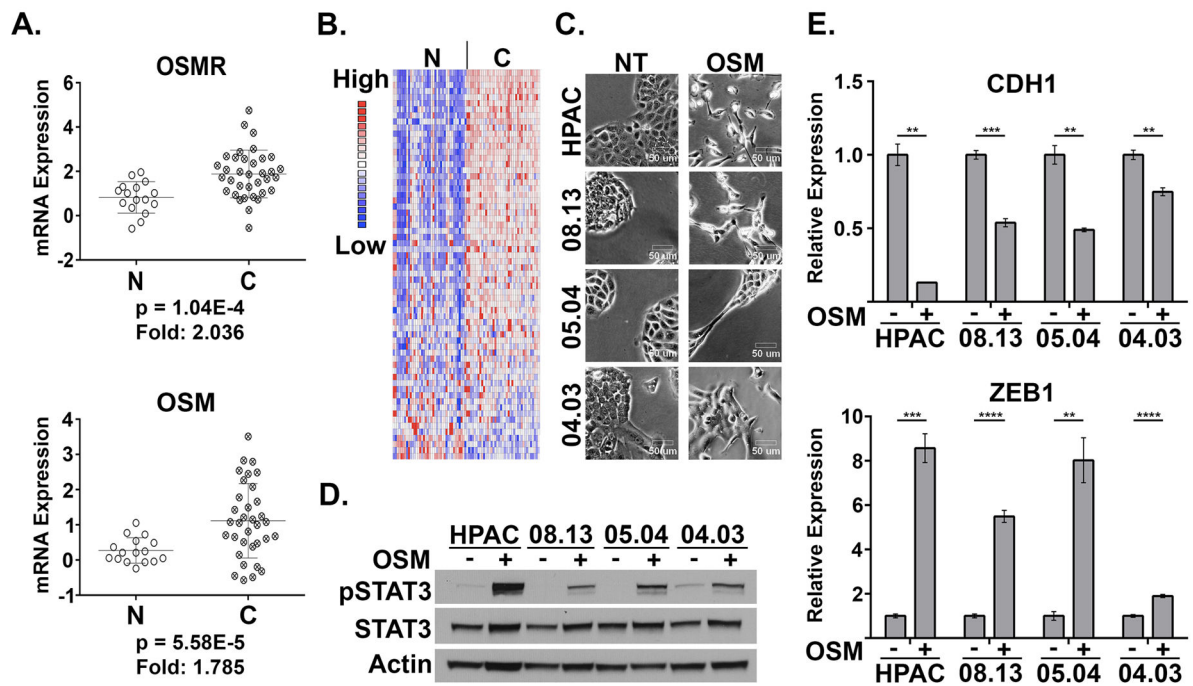 A.
OSMR
mRNA Expression
6
4
2
0
-2
N C
p = 1.04E-4
Fold: 2.036
OSM
mRNA Expression
4
3
2
1
0
-1
N C
p = 5.58E-5
Fold: 1.785
B.
N C
High
Low
C.
NT OSM
HPAC
50 um 50 um
08.13
50 um 50 um
05.04
50 um 50 um
04.03
50 um 50 um
D.
HPAC 08.13 05.04 04.03
OSM - + - + - + - +
pSTAT3
STAT3
Actin
E.
CDH1
Relative Expression
1.5
1.0
0.5
** *** ** **
OSM - + - + - + - +
HPAC 08.13 05.04 04.03
ZEB1
Relative Expression
10
8
6
4
2
*** **** ** ****
OSM - + - + - + - +
HPAC 08.13 05.04 04.03